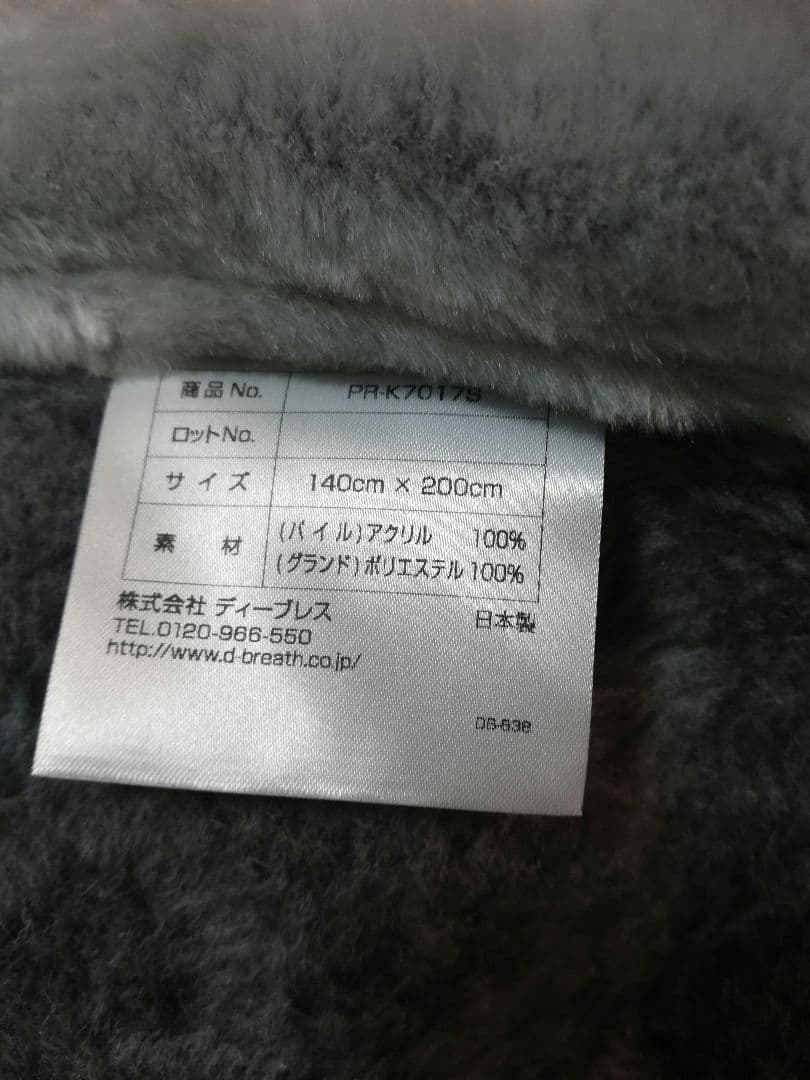 商品No. PR-K7017S
ロットNo.
サイズ 140cm × 200cm
素材 (パイル)アクリル 100%
(グランド)ポリエステル 100%
株式会社 ディーブレス 日本製
TEL.0120-966-550
http://www.d-breath.co.jp/
DB-838